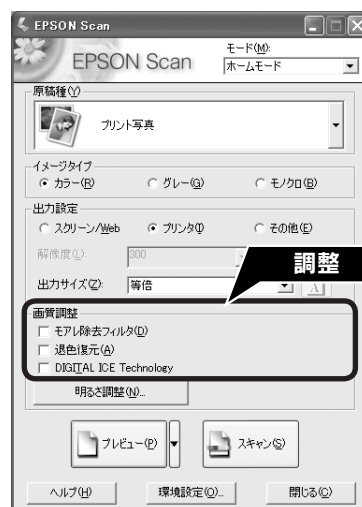 EPSON Scan
EPSON Scan
モード(M):
ホームモード
原稿種(Y)
プリント写真
イメージタイプ
カラー(R) グレー(G) モノクロ(B)
出力設定
スクリーン/Web プリンタ(I) その他(E)
解像度(L): 300
調整
出力サイズ(Z): 等倍 A
画質調整
モアレ除去フィルタ(D)
退色復元(A)
DIGITAL ICE Technology
明るさ調整(N)...
プレビュー(P) スキャン(S)
ヘルプ(H) 環境設定(O)... 閉じる(C)